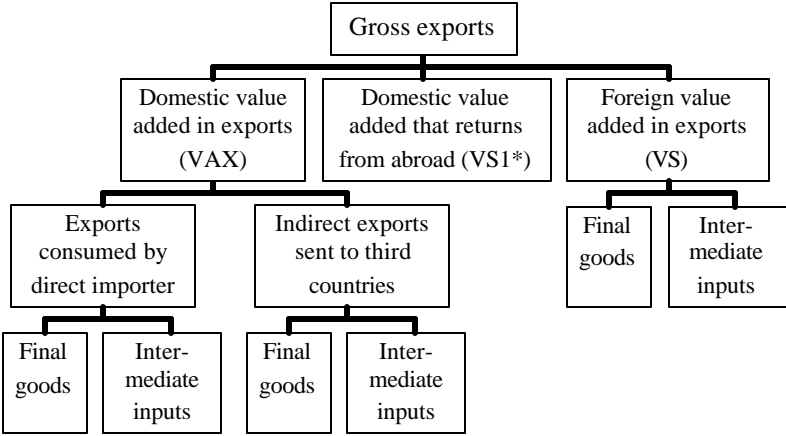 Gross exports
Domestic value
added in exports
(VAX)
Domestic value
added that returns
from abroad (VS1*)
Foreign value
added in exports
(VS)
Exports
consumed by
direct importer
Indirect exports
sent to third
countries
Final
goods
Inter-
mediate
inputs
Final
goods
Inter-
mediate
inputs
Final
goods
Inter-
mediate
inputs